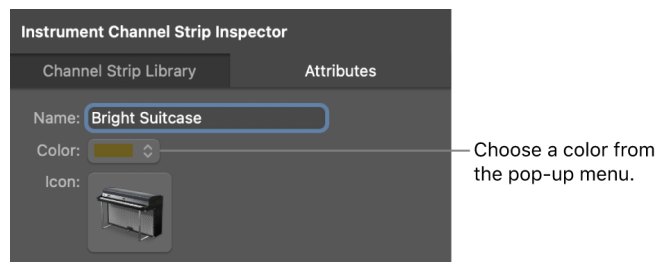 Instrument Channel Strip Inspector
Channel Strip Library
Attributes
Name: Bright Suitcase
Color:
Choose a color from
the pop-up menu.
Icon: